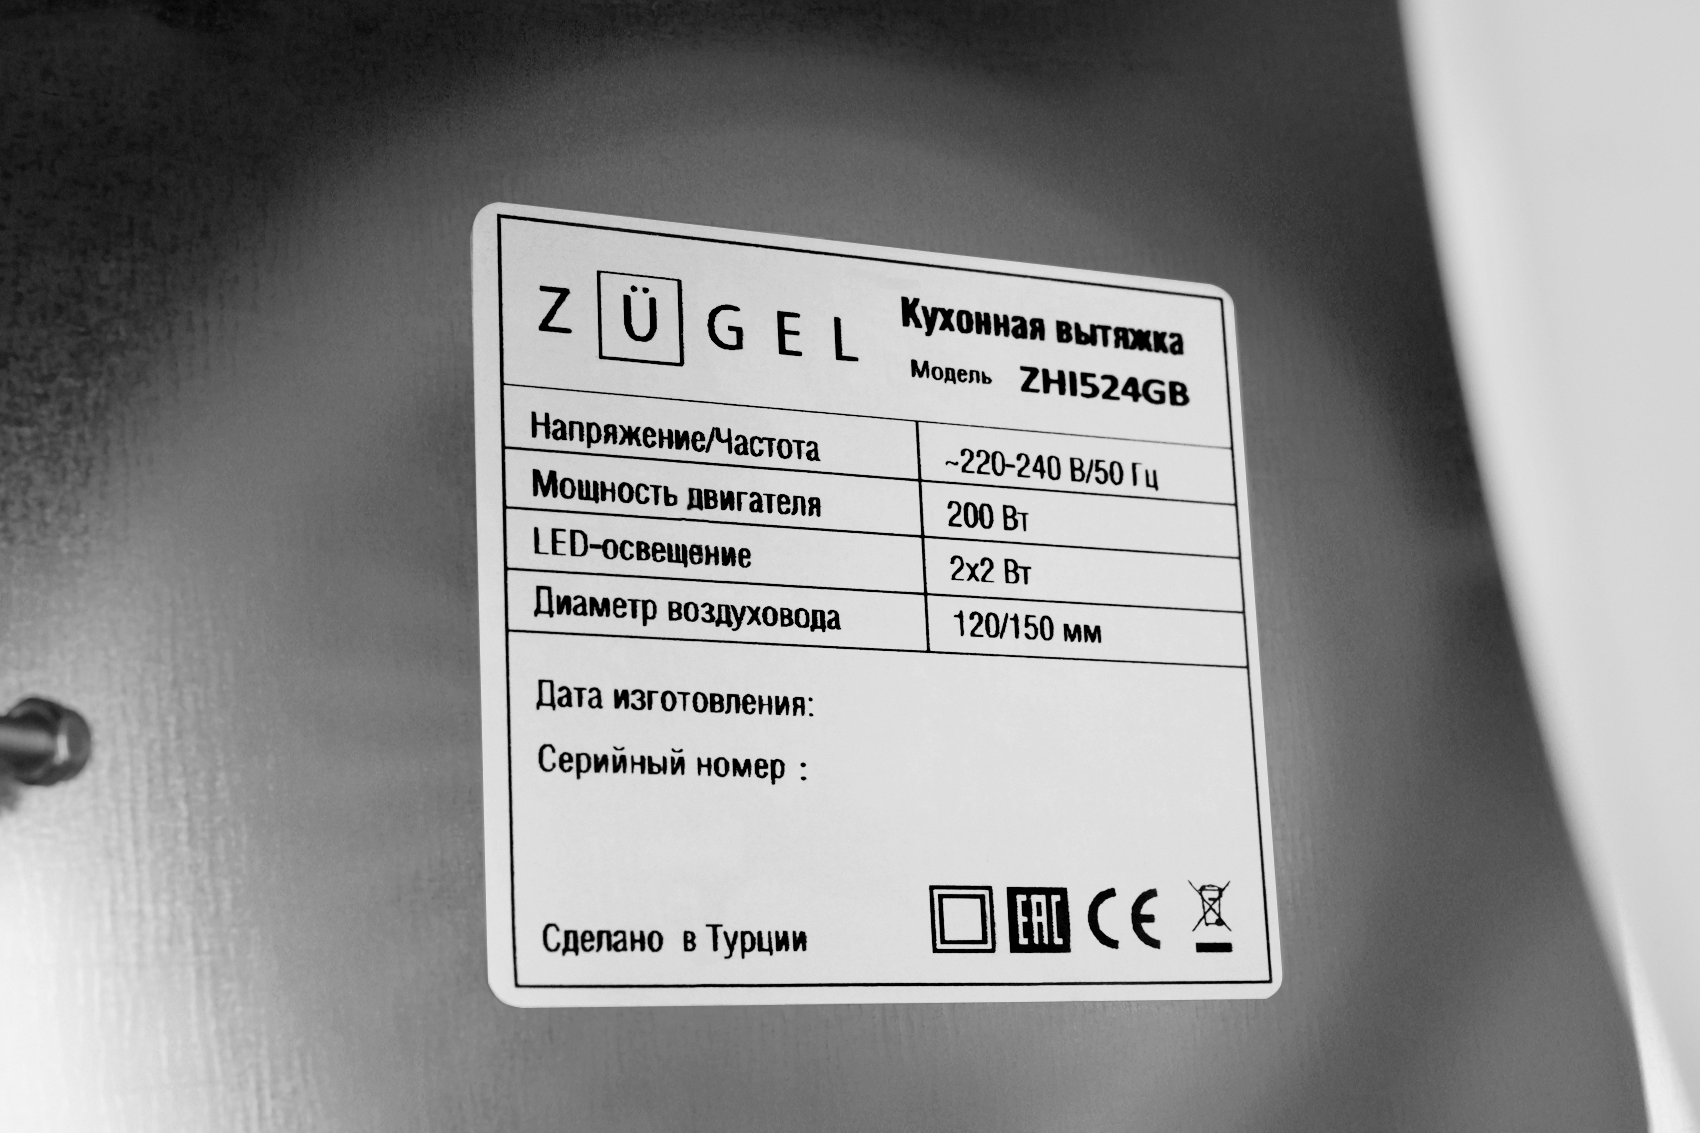 ZÜGEL
Кухонная вытяжка
Модель ZHI524GB
Напряжение/Частота ~220-240 В/50 Гц
Мощность двигателя 200 Вт
LED-освещение 2x2 Вт
Диаметр воздуховода 120/150 мм
Дата изготовления:
Серийный номер :
Сделано в Турции EAC CE